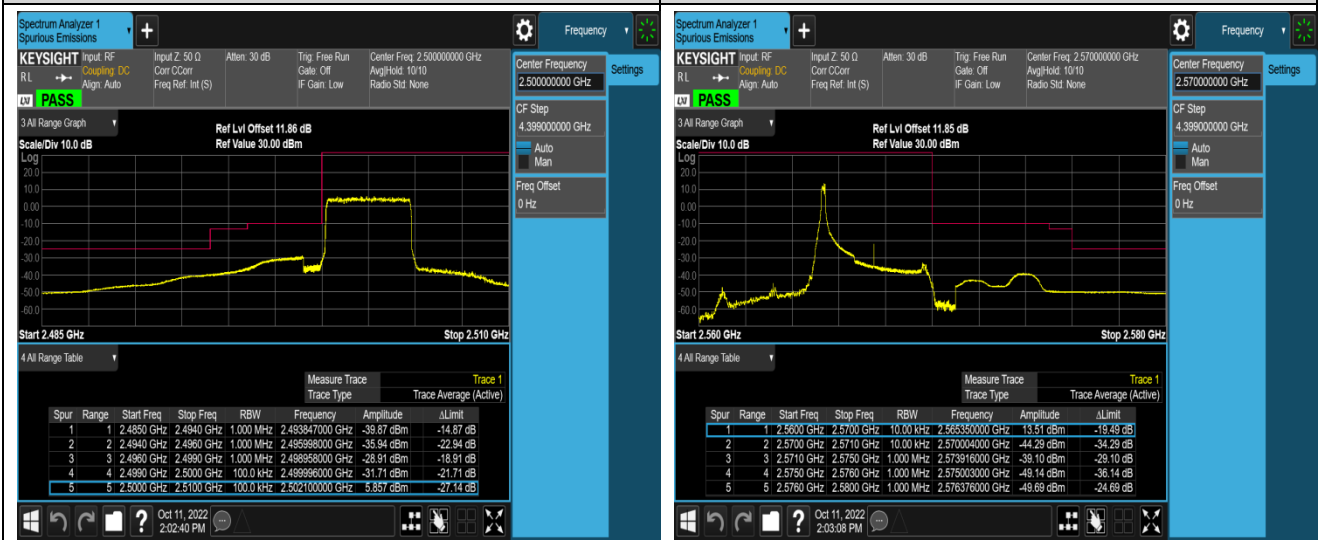 Spectrum Analyzer 1
Spurious Emissions
+
Frequency
KEYSIGHT Input: RF Input Z: 50 Ω Atten: 30 dB Trig: Free Run Center Freq: 2.500000000 GHz
RL Coupling: DC Corr CCorr Gate: Off Avg|Hold: 10/10
Align: Auto Freq Ref: Int (S) IF Gain: Low Radio Std: None
LXI PASS
3 All Range Graph
Ref Lvl Offset 11.86 dB
Scale/Div 10.0 dB Ref Value 30.00 dBm
Log
20.0
10.0
0.00
-10.0
-20.0
-30.0
-40.0
-50.0
-60.0
Start 2.485 GHz Stop 2.510 GHz
4 All Range Table
Measure Trace Trace 1
Trace Type Trace Average (Active)
Spur Range Start Freq Stop Freq RBW Frequency Amplitude ΔLimit
1 1 2.4850 GHz 2.4940 GHz 1.000 MHz 2.493847000 GHz -39.87 dBm -14.87 dB
2 2 2.4940 GHz 2.4960 GHz 1.000 MHz 2.495998000 GHz -35.94 dBm -22.94 dB
3 3 2.4960 GHz 2.4990 GHz 1.000 MHz 2.498958000 GHz -28.91 dBm -18.91 dB
4 4 2.4990 GHz 2.5000 GHz 100.0 kHz 2.499996000 GHz -31.71 dBm -21.71 dB
5 5 2.5000 GHz 2.5100 GHz 100.0 kHz 2.502100000 GHz 5.857 dBm -27.14 dB
Center Frequency
2.500000000 GHz
Settings
CF Step
4.399000000 GHz
Auto
Man
Freq Offset
0 Hz
?
Oct 11, 2022
2:02:40 PM
Spectrum Analyzer 1
Spurious Emissions
+
Frequency
KEYSIGHT Input: RF Input Z: 50 Ω Atten: 30 dB Trig: Free Run Center Freq: 2.570000000 GHz
RL Coupling: DC Corr CCorr Gate: Off Avg|Hold: 10/10
Align: Auto Freq Ref: Int (S) IF Gain: Low Radio Std: None
LXI PASS
3 All Range Graph
Ref Lvl Offset 11.85 dB
Scale/Div 10.0 dB Ref Value 30.00 dBm
Log
20.0
10.0
0.00
-10.0
-20.0
-30.0
-40.0
-50.0
-60.0
Start 2.560 GHz Stop 2.580 GHz
4 All Range Table
Measure Trace Trace 1
Trace Type Trace Average (Active)
Spur Range Start Freq Stop Freq RBW Frequency Amplitude ΔLimit
1 1 2.5600 GHz 2.5700 GHz 10.00 kHz 2.565350000 GHz 13.51 dBm -19.49 dB
2 2 2.5700 GHz 2.5710 GHz 10.00 kHz 2.570004000 GHz -44.29 dBm -34.29 dB
3 3 2.5710 GHz 2.5750 GHz 1.000 MHz 2.573916000 GHz -39.10 dBm -29.10 dB
4 4 2.5750 GHz 2.5760 GHz 1.000 MHz 2.575003000 GHz -49.14 dBm -36.14 dB
5 5 2.5760 GHz 2.5800 GHz 1.000 MHz 2.576376000 GHz -49.69 dBm -24.69 dB
Center Frequency
2.570000000 GHz
Settings
CF Step
4.399000000 GHz
Auto
Man
Freq Offset
0 Hz
?
Oct 11, 2022
2:03:08 PM